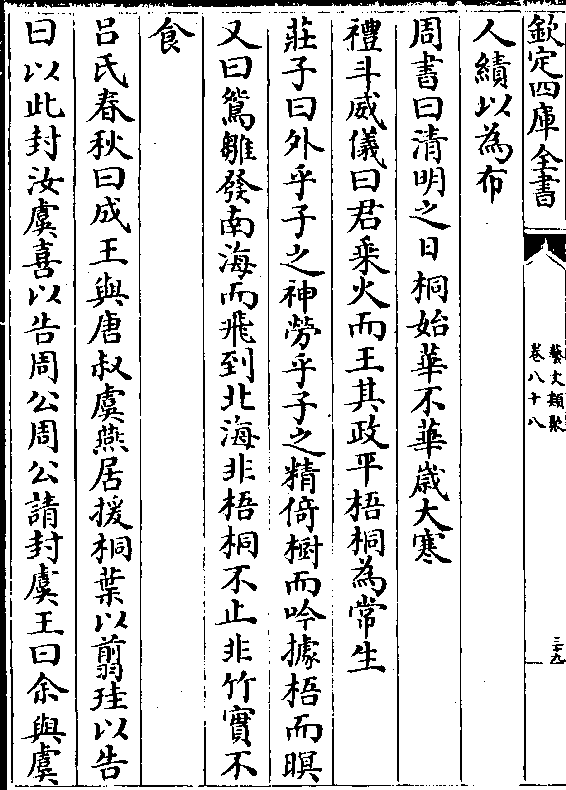 欽定四庫全書
藝文類聚
卷八十八
三十九
人績以為布
周書曰清明之日桐始華不華歲大寒
禮斗威儀曰君乘火而王其政平梧桐為常生
莊子曰外乎子之神勞乎子之精倚樹而吟據梧而瞑
又曰鴛雛發南海而飛到北海非梧桐不止非竹實不
食
呂氏春秋曰成王與唐叔虞燕居援桐葉以翦珪以告
曰以此封汝虞喜以告周公周公請封虞王曰余與虞